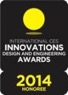 INTERNATIONAL CES
INNOVATIONS
DESIGN AND ENGINEERING
AWARDS
2014
HONOREE